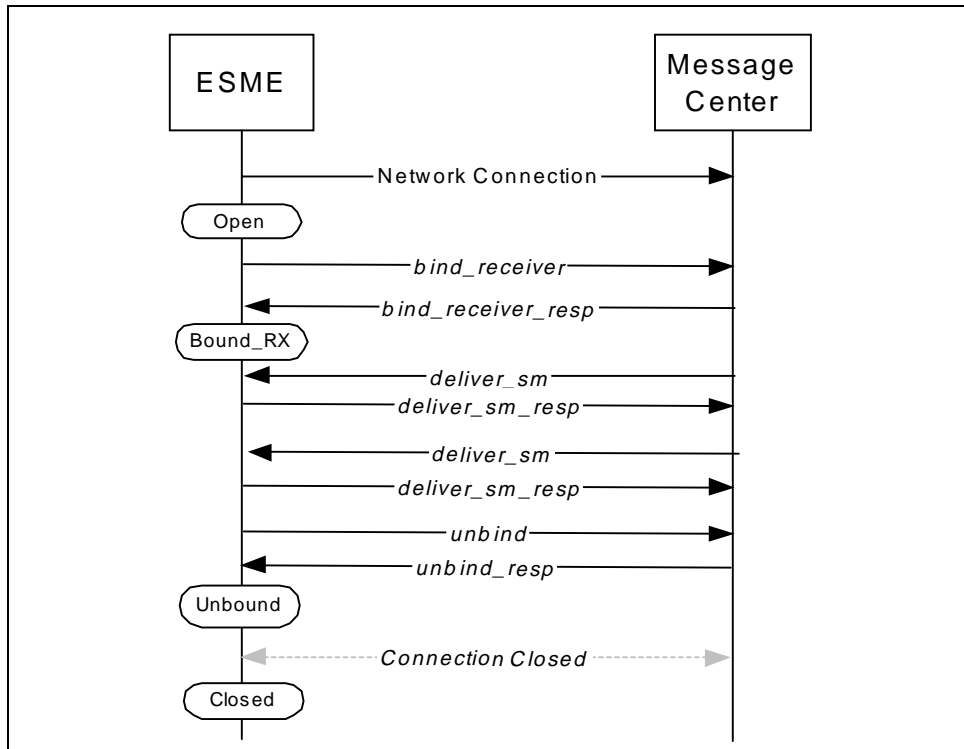 ESME
Message
Center
Network Connection
Open
bind_receiver
bind_receiver_resp
Bound_RX
deliver_sm
deliver_sm_resp
deliver_sm
deliver_sm_resp
unbind
unbind_resp
Unbound
Connection Closed
Closed